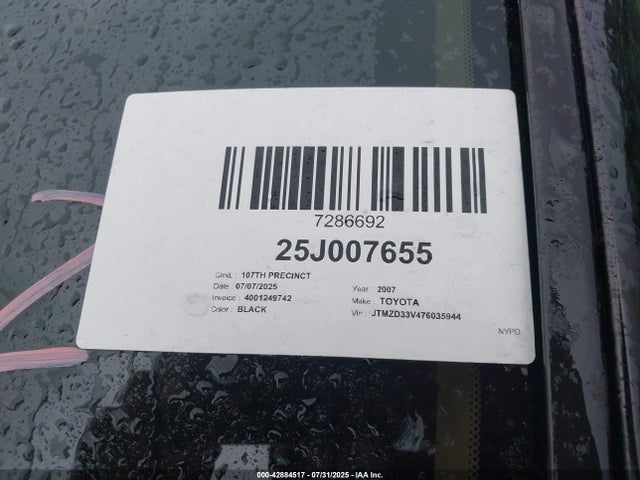 7286692
25J007655
Cmd. : 107TH PRECINCT
Date : 07/07/2025
Invoice : 4001249742
Color : BLACK
Year : 2007
Make : TOYOTA
Vin : JTMZD33V476035944
NYPD
000-42884517 - 07/31/2025 - IAA Inc.